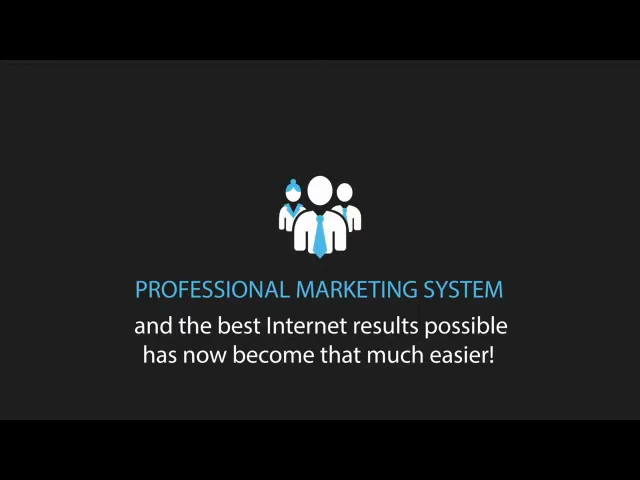 PROFESSIONAL MARKETING SYSTEM
and the best Internet results possible
has now become that much easier!